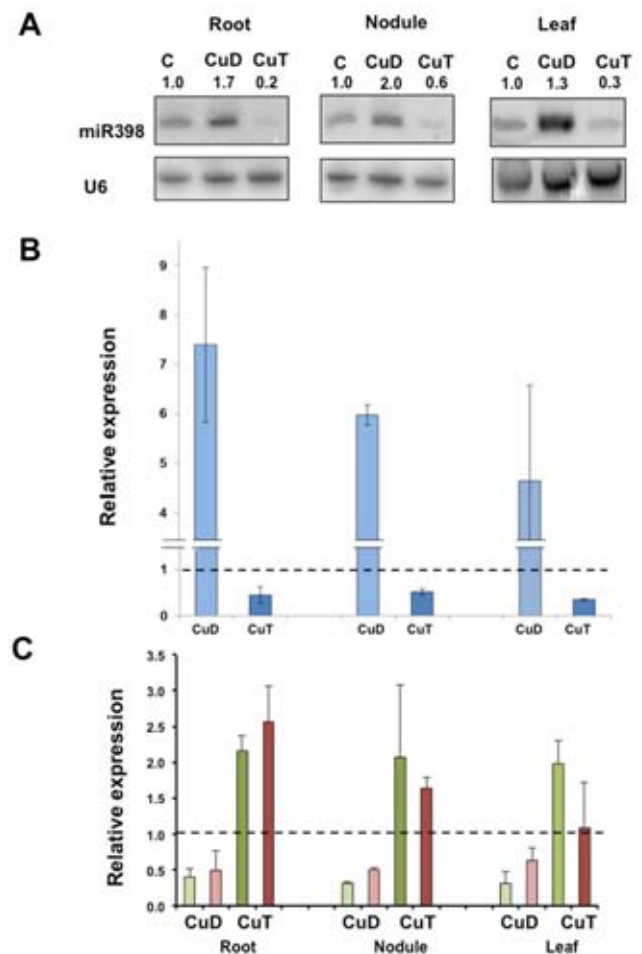 A
Root Nodule Leaf
C CuD CuT C CuD CuT C CuD CuT
1.0 1.7 0.2 1.0 2.0 0.6 1.0 1.3 0.3
miR398
U6
B
Relative expression
9
8
7
6
5
4
1
0
CuD CuT CuD CuT CuD CuT
C
Relative expression
3.5
3.0
2.5
2.0
1.5
1.0
0.5
0.0
CuD CuT CuD CuT CuD CuT
Root Nodule Leaf